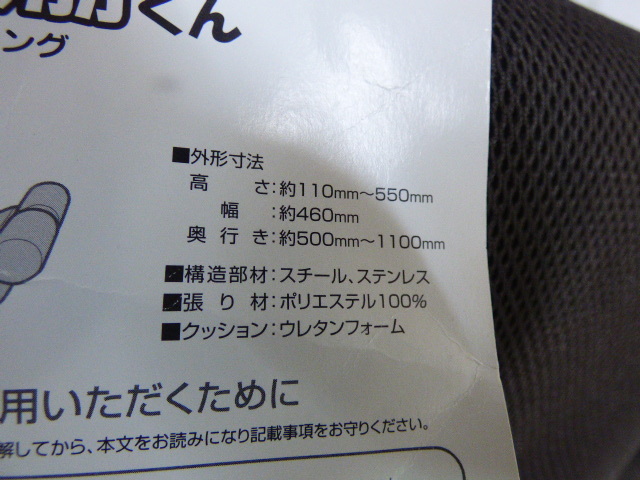 くん
ング
■外形寸法
高さ:約110mm〜550mm
幅:約460mm
奥行き:約500mm〜1100mm
■構造部材:スチール、ステンレス
■張り材:ポリエステル100%
■クッション:ウレタンフォーム
用いただくために
解してから、本文をお読みになり記載事項をお守りください。